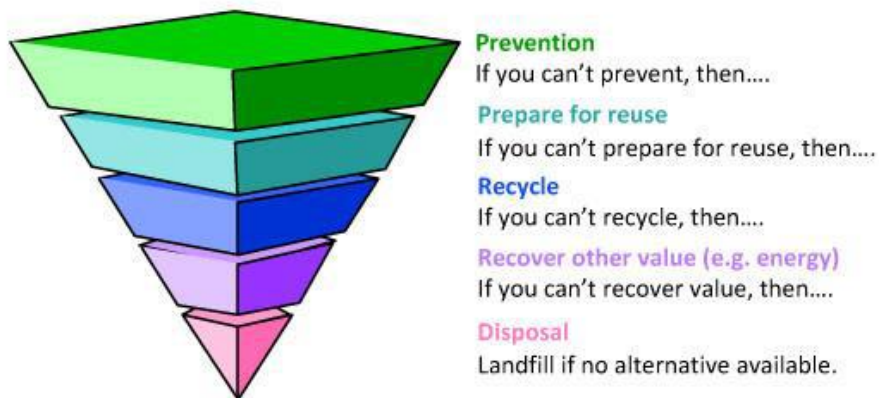 Prevention
If you can't prevent, then....
Prepare for reuse
If you can't prepare for reuse, then....
Recycle
If you can't recycle, then....
Recover other value (e.g. energy)
If you can't recover value, then....
Disposal
Landfill if no alternative available.